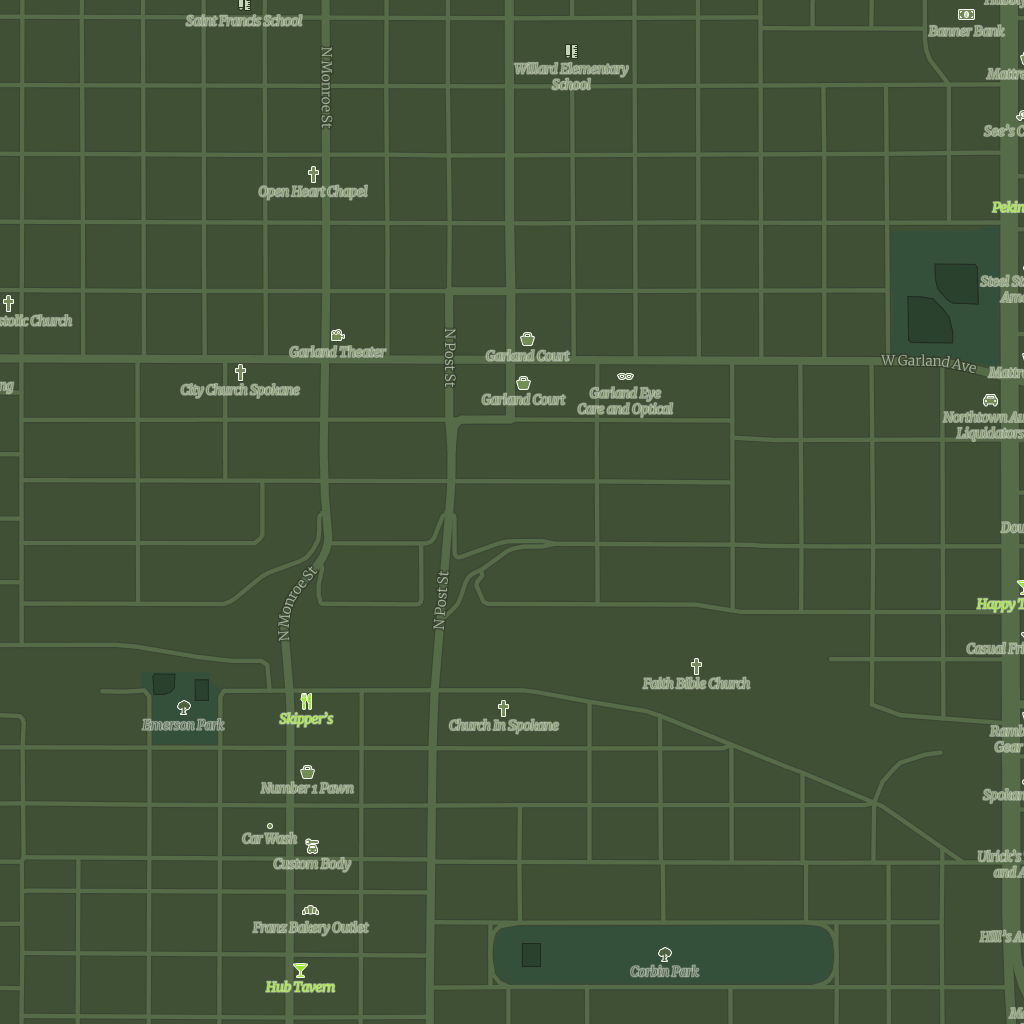 Saint Francis School
Banner Bank
Willard Elementary
School
N Monroe St
Open Heart Chapel
Garland Theater
N Post St
Garland Court
W Garland Ave
City Church Spokane
Garland Court
Garland Eye
Care and Optical
N Monroe St
N Post St
Faith Bible Church
Skipper's
Emerson Park
Church In Spokane
Number 1 Pawn
Car Wash
Custom Body
Franz Bakery Outlet
Corbin Park
Hub Tavern